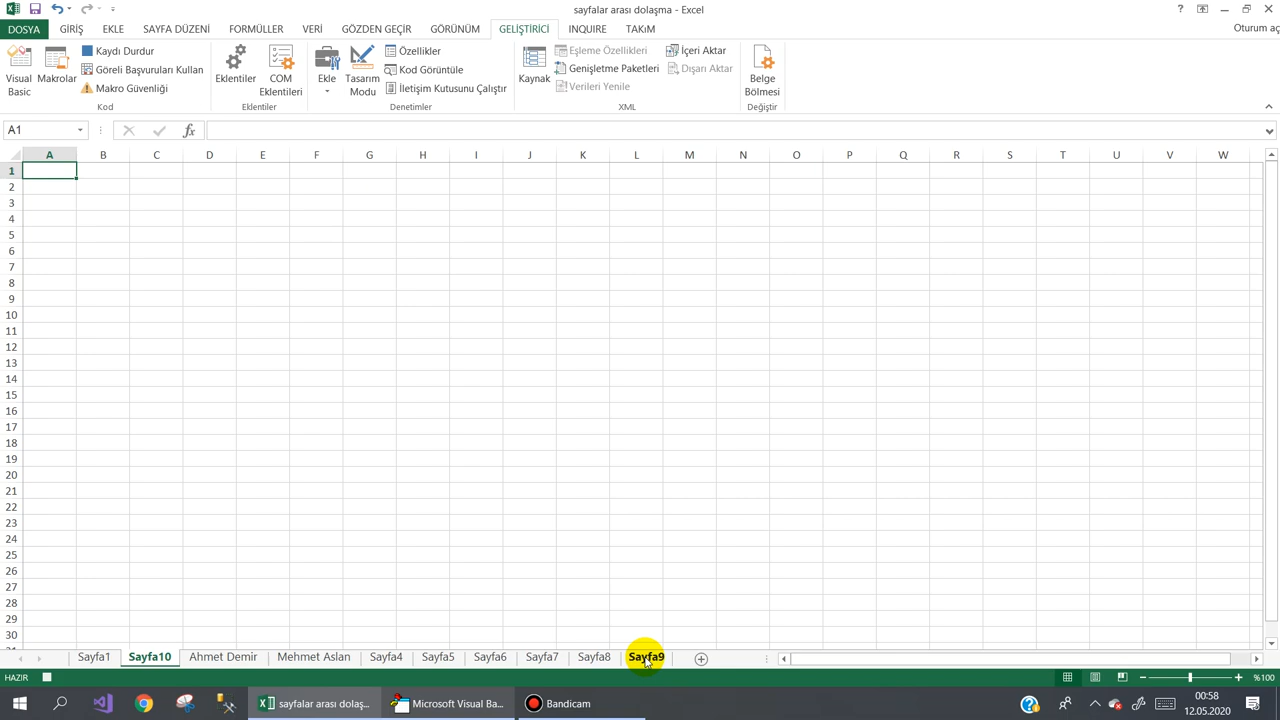 sayfalar arası dolaşma - Excel
DOSYA GİRİŞ EKLE SAYFA DÜZENİ FORMÜLLER VERİ GÖZDEN GEÇİR GÖRÜNÜM GELİŞTİRİCİ INQUIRE TAKıM Oturum aç
Visual Basic
Makrolar
Kaydı Durdur
Göreli Başvuruları Kullan
Makro Güvenliği
Kod
Eklentiler
COM Eklentileri
Eklentiler
Ekle
Tasarım Modu
Özellikler
Kod Görüntüle
İletişim Kutusunu Çalıştır
Denetimler
Kaynak
Eşleme Özellikleri
Genişletme Paketleri
Verileri Yenile
İçeri Aktar
Dışarı Aktar
XML
Belge Bölmesi
Değiştir
A1 fx
A B C D E F G H I J K L M N O P Q R S T U V W
1
2
3
4
5
6
7
8
9
10
11
12
13
14
15
16
17
18
19
20
21
22
23
24
25
26
27
28
29
30
Sayfa1 Sayfa10 Ahmet Demir Mehmet Aslan Sayfa4 Sayfa5 Sayfa6 Sayfa7 Sayfa8 Sayfa9
HAZIR %100
sayfalar arası dolaş... Microsoft Visual Ba... Bandicam 00:58
12.05.2020